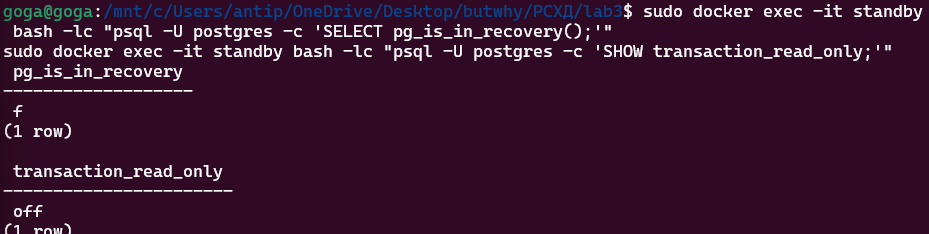 goga@goga:/mnt/c/Users/antip/OneDrive/Desktop/butwhy/РСХД/lab3$ sudo docker exec -it standby
bash -lc "psql -U postgres -c 'SELECT pg_is_in_recovery();'"
sudo docker exec -it standby bash -lc "psql -U postgres -c 'SHOW transaction_read_only;'"
pg_is_in_recovery
-------------------
f
(1 row)
transaction_read_only
-----------------------
off
(1 row)